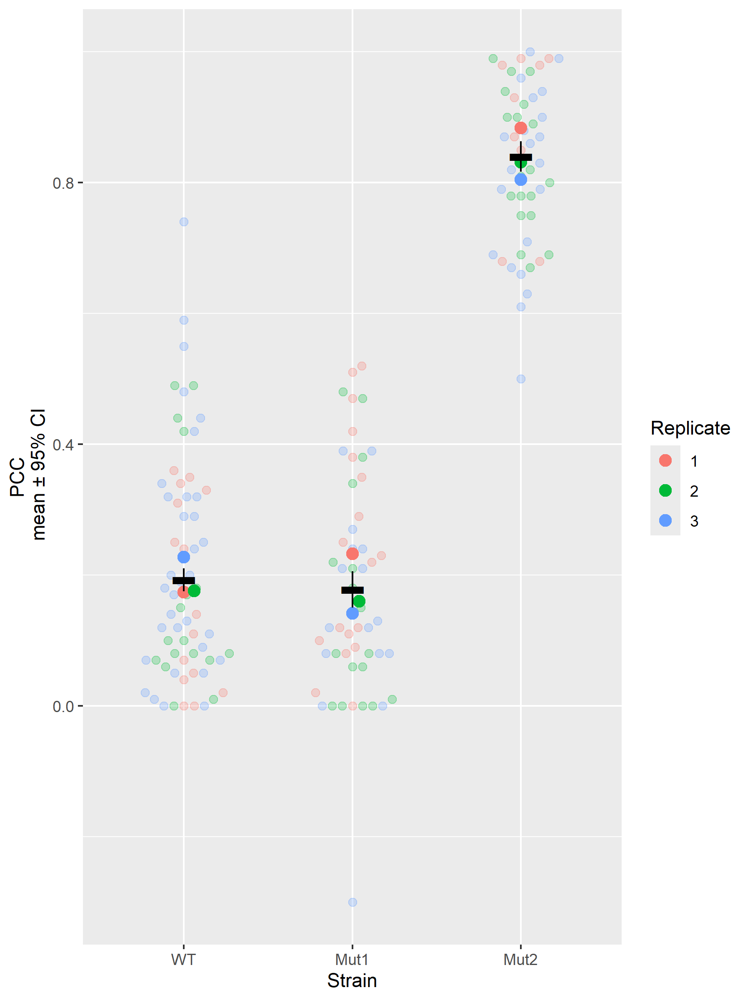 PCC
mean ± 95% CI
0.8
0.4
0.0
WT
Mut1
Mut2
Strain
Replicate
1
2
3